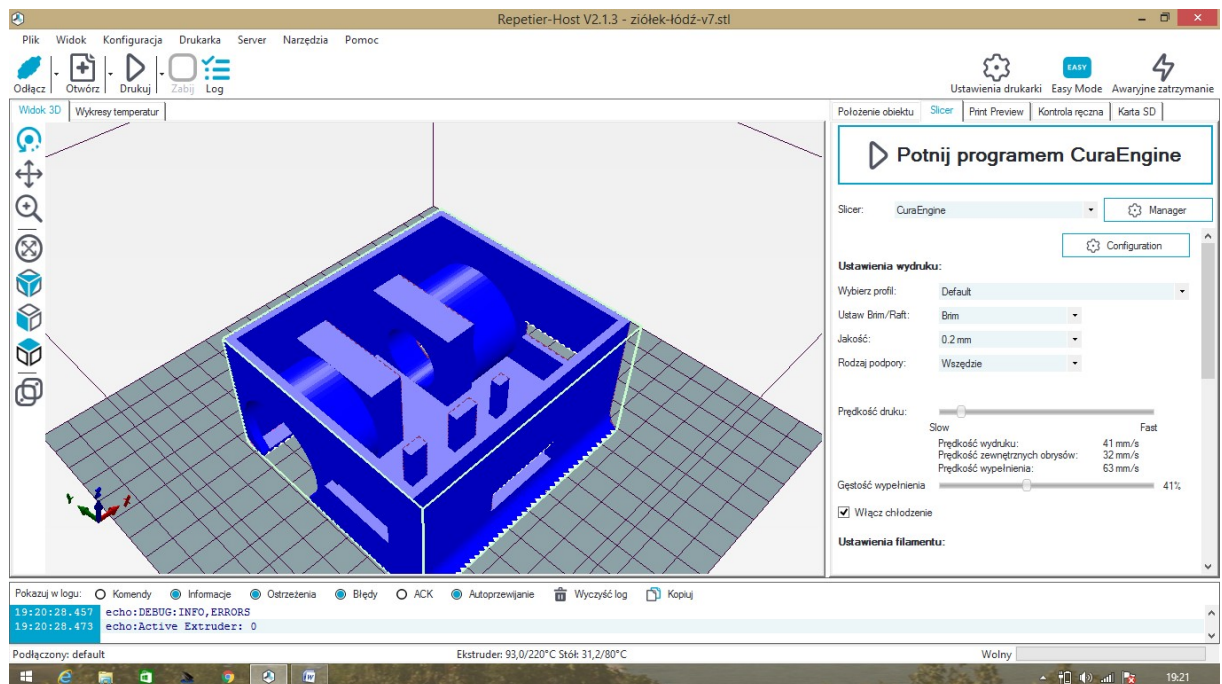 Repetier-Host V2.1.3 - ziółek-łódź-v7.stl
Plik Widok Konfiguracja Drukarka Server Narzędzia Pomoc
Odłącz Otwórz Drukuj Zabij Log
EASY
Ustawienia drukarki Easy Mode Awaryjne zatrzymanie
Widok 3D Wykresy temperatur
Położenie obiektu Slicer Print Preview Kontrola ręczna Karta SD
Potnij programem CuraEngine
Slicer: CuraEngine Manager
Configuration
Ustawienia wydruku:
Wybierz profil: Default
Ustaw Brim/Raft: Brim
Jakość: 0.2 mm
Rodzaj podpory: Wszędzie
Prędkość druku:
Slow Fast
Prędkość wydruku: 41 mm/s
Prędkość zewnętrznych obrysów: 32 mm/s
Prędkość wypełnienia: 63 mm/s
Gęstość wypełnienia 41%
Włącz chłodzenie
Ustawienia filamentu:
Pokazuj w logu: Komendy Informacje Ostrzeżenia Błędy ACK Autoprzewijanie Wyczyść log Kopiuj
19:20:28.457 echo:DEBUG:INFO,ERRORS
19:20:28.473 echo:Active Extruder: 0
Podłączony: default Ekstruder: 93,0/220°C Stół: 31,2/80°C Wolny
19:21